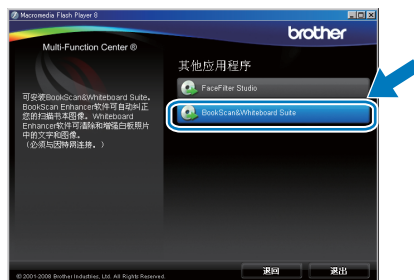 Macromedia Flash Player 8
brother
Multi-Function Center ®
其他应用程序
FaceFilter Studio
BookScan&Whiteboard Suite
可安装BookScan&Whiteboard Suite。
BookScan Enhancer软件可自动纠正
您的扫描书本图像。Whiteboard
Enhancer软件可清除和增强白板照片
中的文字和图像。
(必须与因特网连接。)
退回
退出
© 2001-2008 Brother Industries, Ltd. All Rights Reserved.